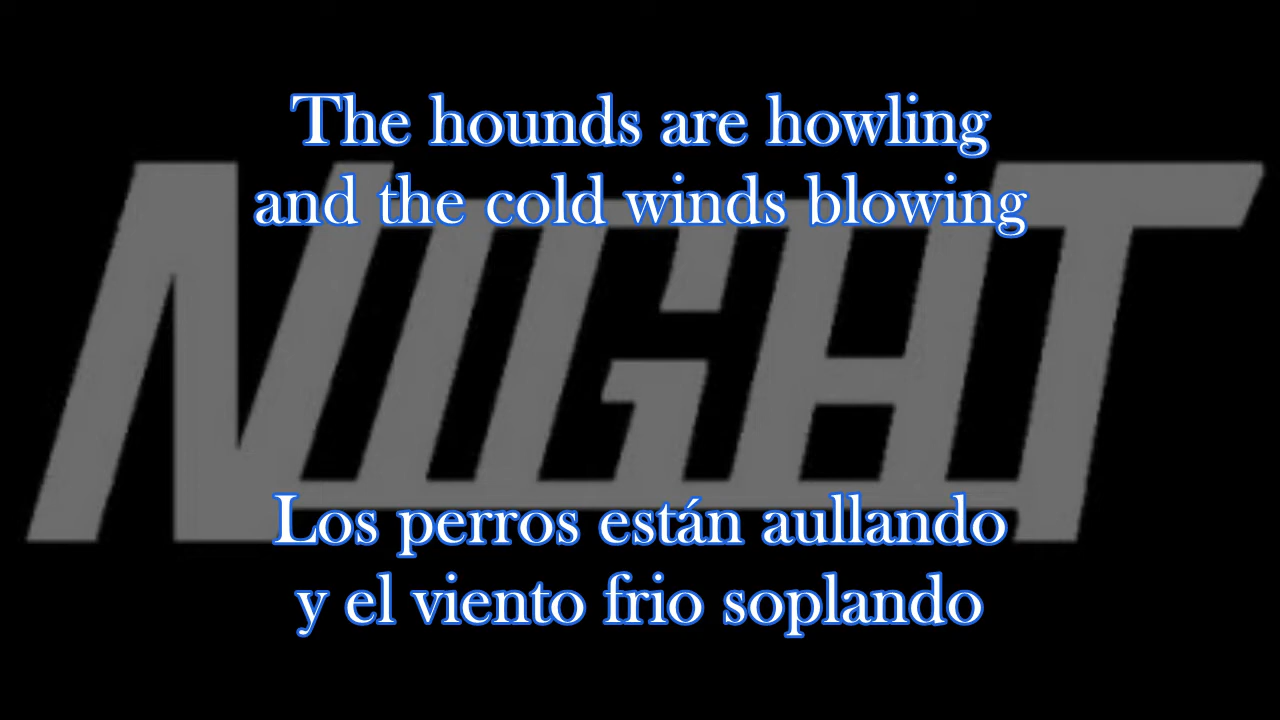 The hounds are howling
and the cold winds blowing
NIGHT
Los perros están aullando
y el viento frio soplando